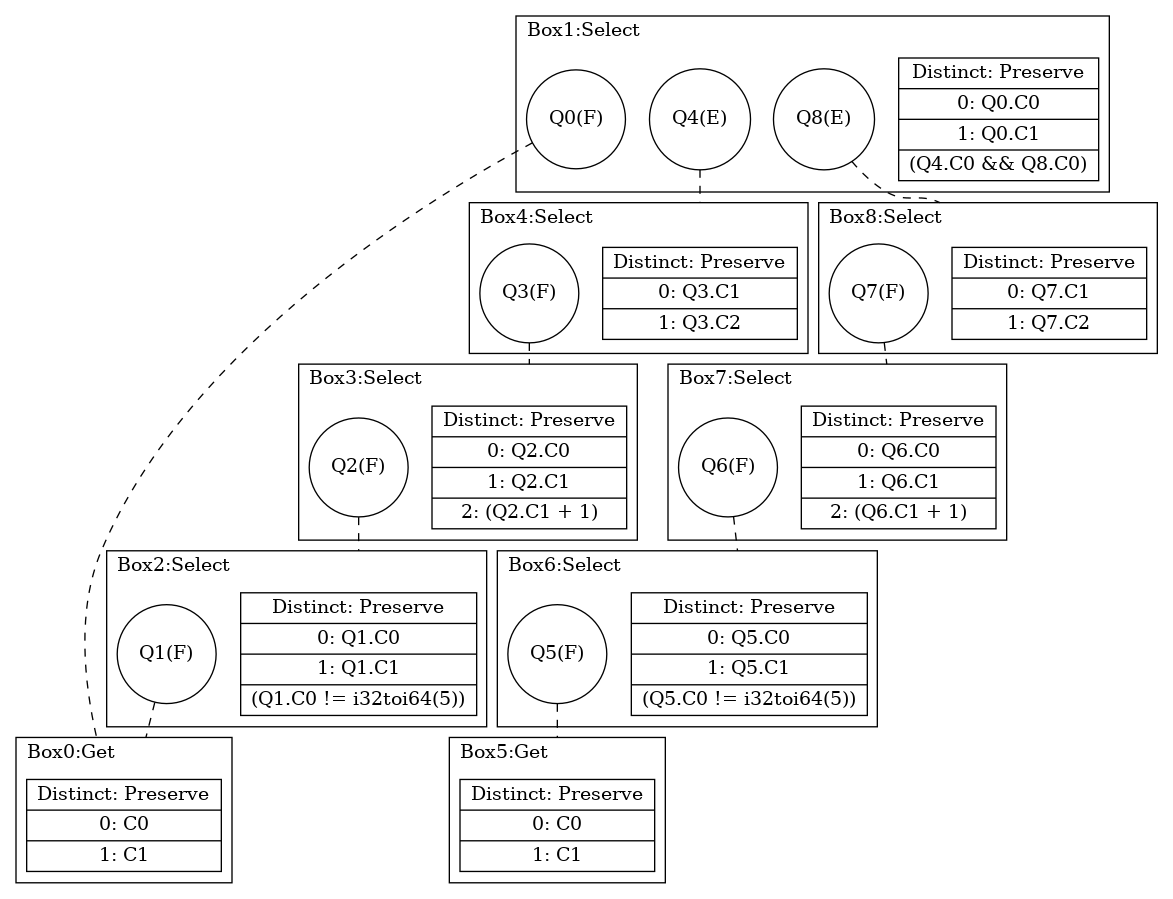 Box1:Select
Q0(F)
Q4(E)
Q8(E)
Distinct: Preserve
0: Q0.C0
1: Q0.C1
(Q4.C0 && Q8.C0)
Box4:Select
Q3(F)
Distinct: Preserve
0: Q3.C1
1: Q3.C2
Box8:Select
Q7(F)
Distinct: Preserve
0: Q7.C1
1: Q7.C2
Box3:Select
Q2(F)
Distinct: Preserve
0: Q2.C0
1: Q2.C1
2: (Q2.C1 + 1)
Box7:Select
Q6(F)
Distinct: Preserve
0: Q6.C0
1: Q6.C1
2: (Q6.C1 + 1)
Box2:Select
Q1(F)
Distinct: Preserve
0: Q1.C0
1: Q1.C1
(Q1.C0 != i32toi64(5))
Box6:Select
Q5(F)
Distinct: Preserve
0: Q5.C0
1: Q5.C1
(Q5.C0 != i32toi64(5))
Box0:Get
Distinct: Preserve
0: C0
1: C1
Box5:Get
Distinct: Preserve
0: C0
1: C1